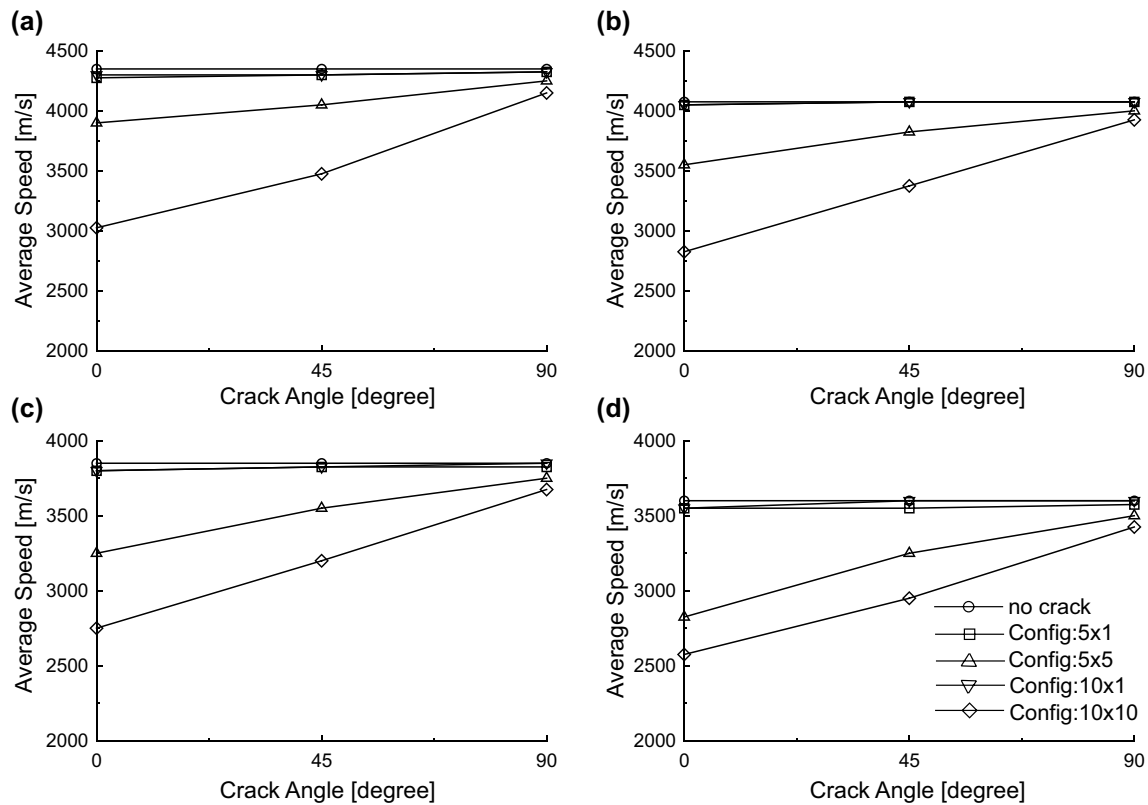 (a)
4500
4000
3500
3000
2500
2000
Average Speed [m/s]
0 45 90
Crack Angle [degree]
(b)
4500
4000
3500
3000
2500
2000
Average Speed [m/s]
0 45 90
Crack Angle [degree]
(c)
4000
3500
3000
2500
2000
Average Speed [m/s]
0 45 90
Crack Angle [degree]
(d)
4000
3500
3000
2500
2000
Average Speed [m/s]
no crack
Config:5x1
Config:5x5
Config:10x1
Config:10x10
0 45 90
Crack Angle [degree]